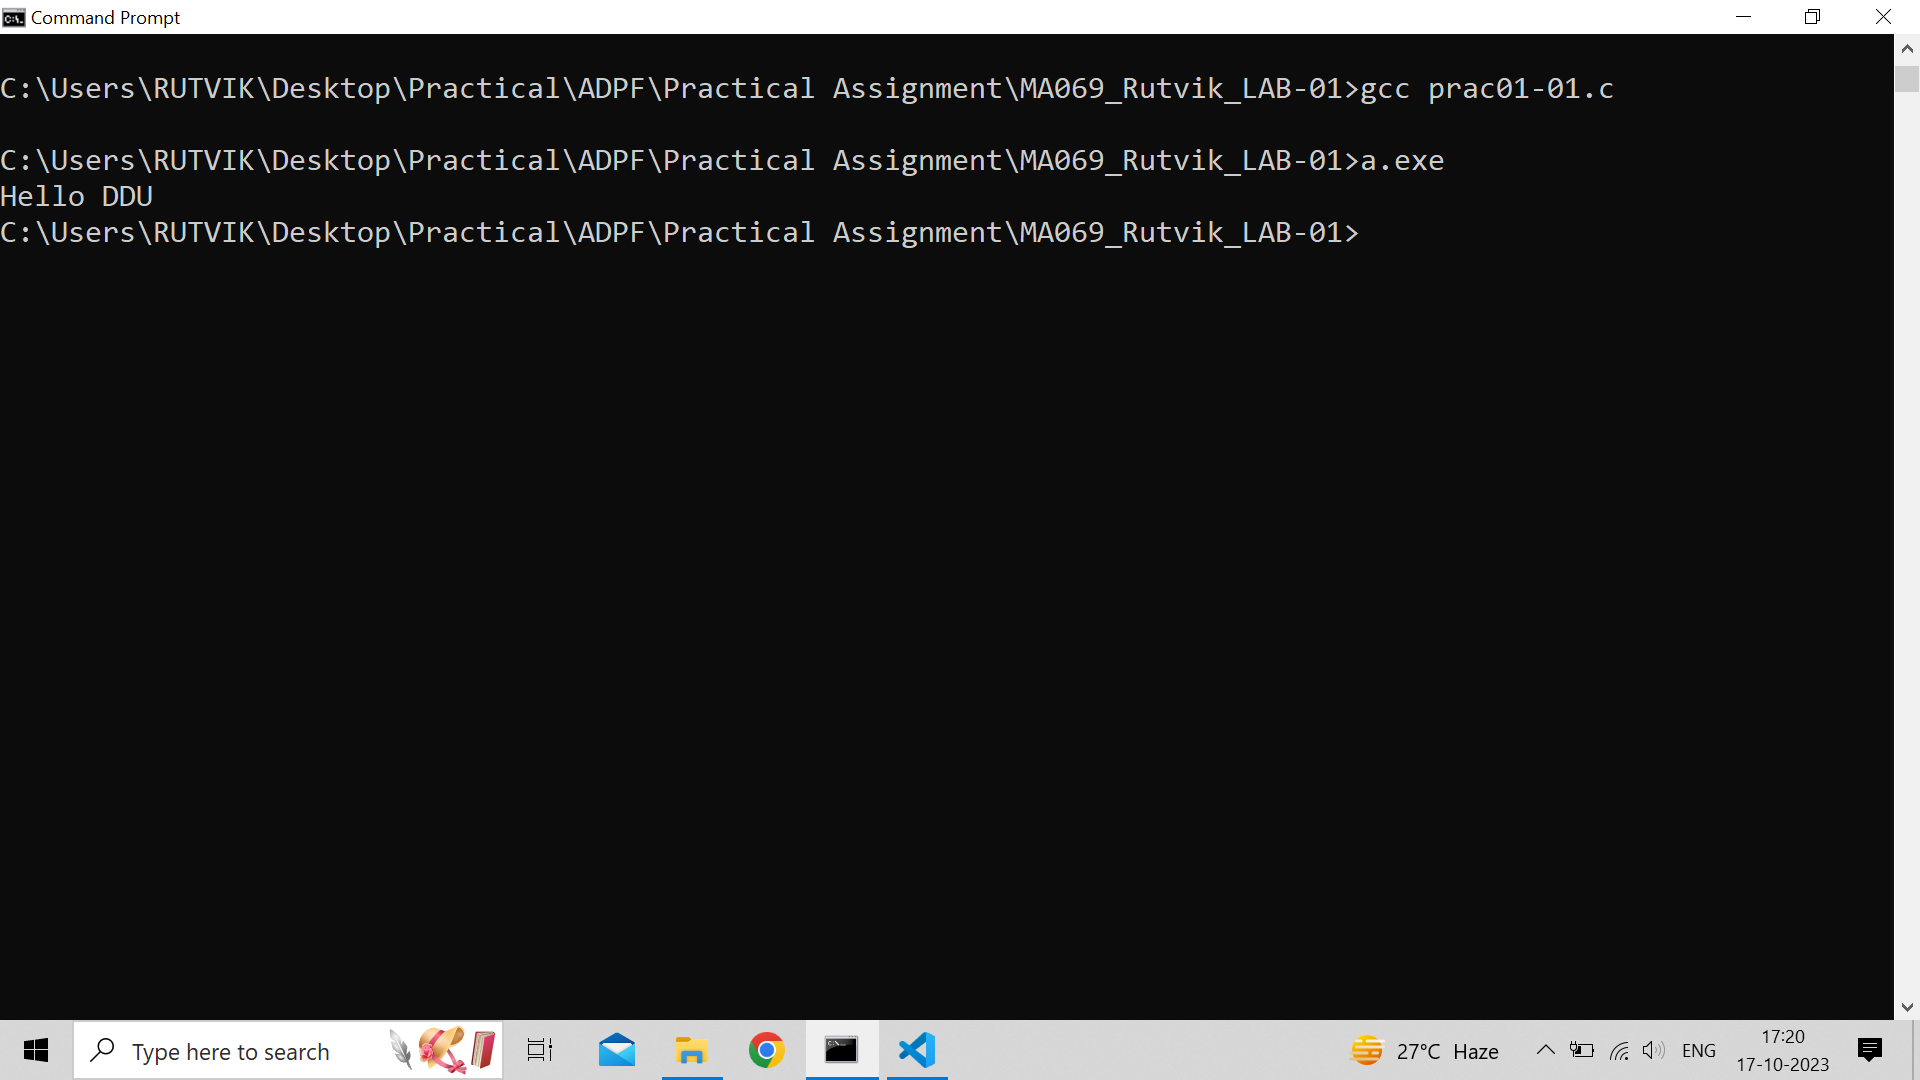 Command Prompt
C:\Users\RUTVIK\Desktop\Practical\ADPF\Practical Assignment\MA069_Rutvik_LAB-01>gcc prac01-01.c
C:\Users\RUTVIK\Desktop\Practical\ADPF\Practical Assignment\MA069_Rutvik_LAB-01>a.exe
Hello DDU
C:\Users\RUTVIK\Desktop\Practical\ADPF\Practical Assignment\MA069_Rutvik_LAB-01>
Type here to search
27°C Haze
ENG
17:20
17-10-2023